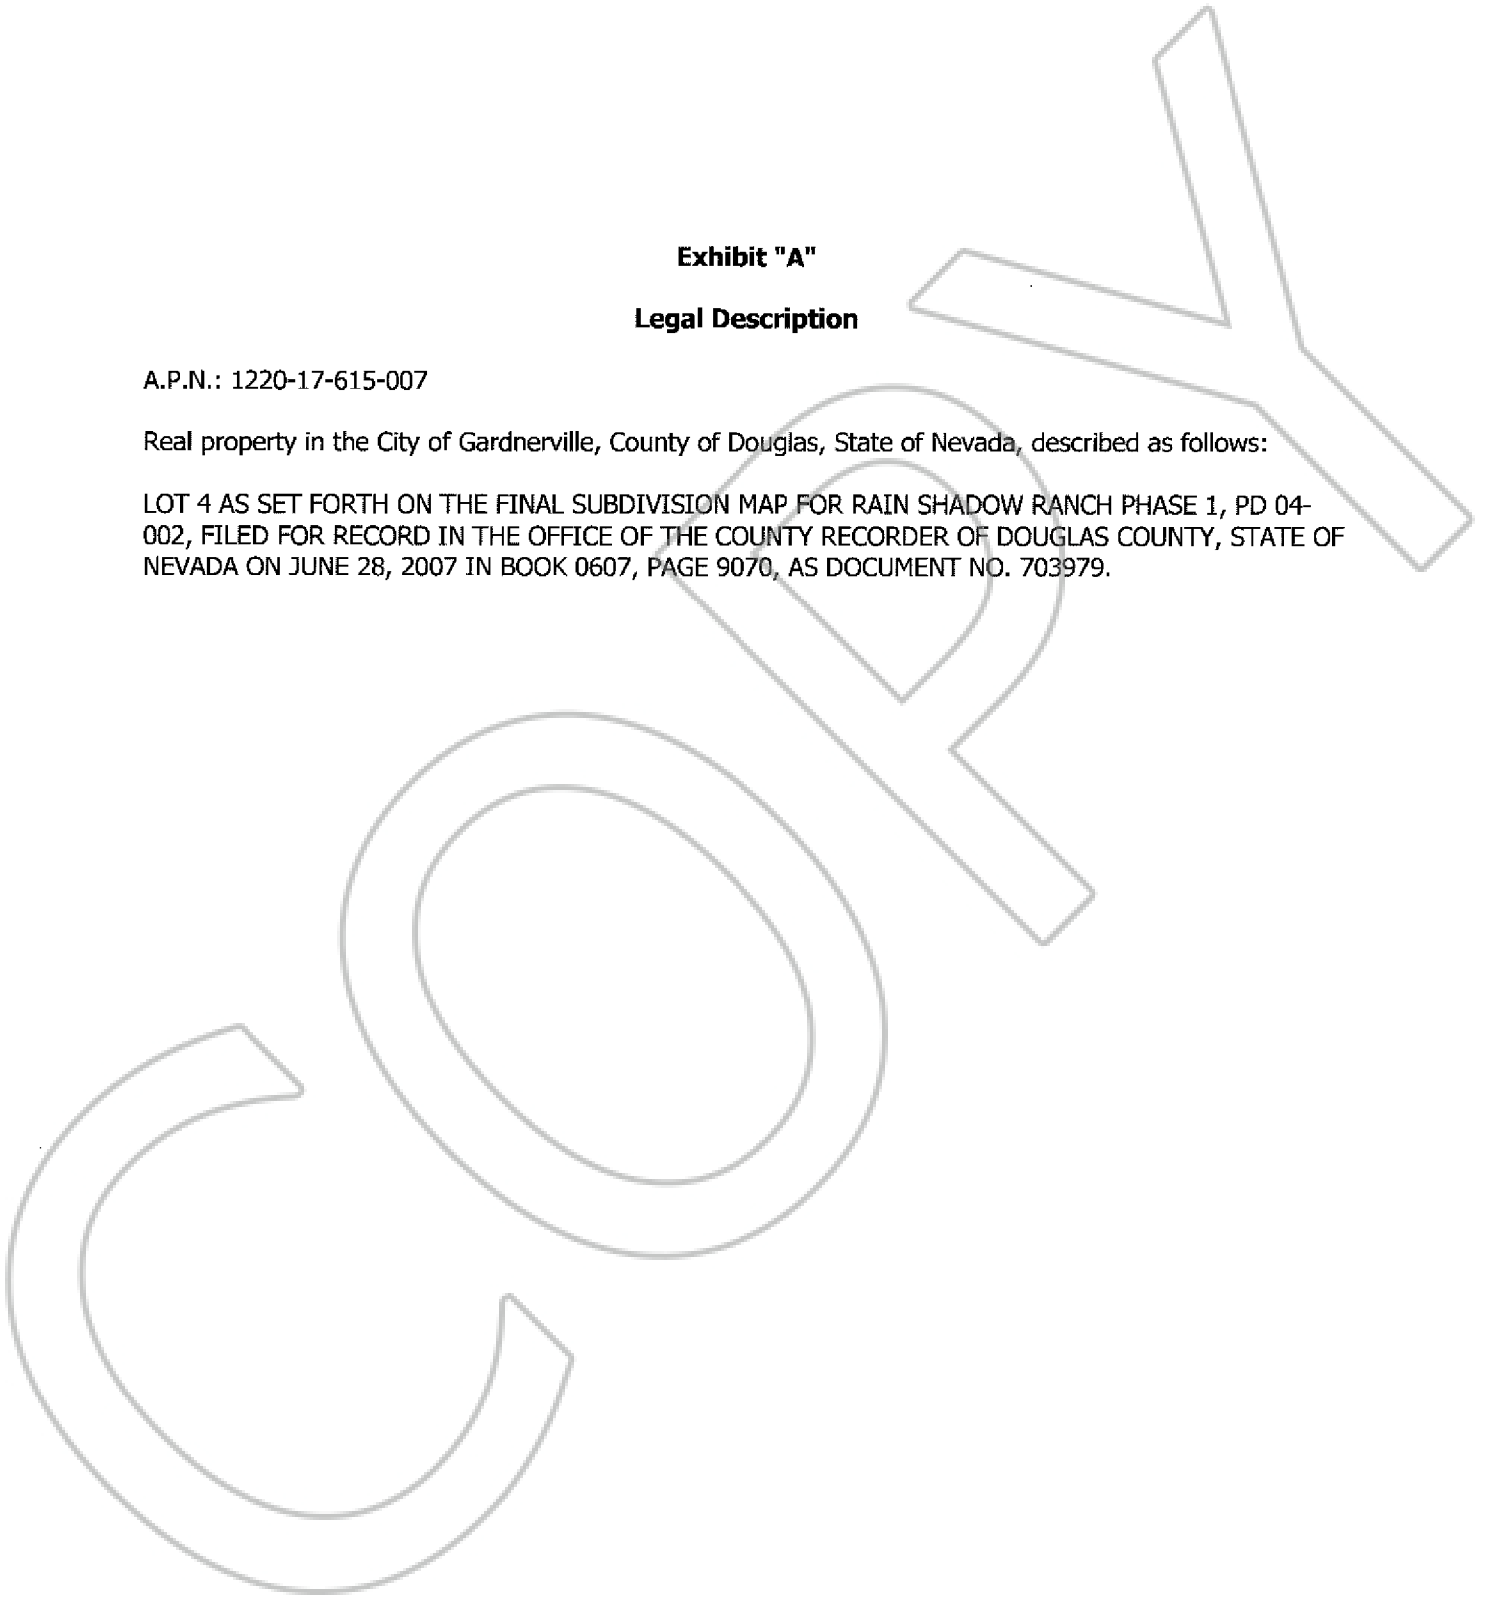 Exhibit "A"
Legal Description
A.P.N.: 1220-17-615-007
Real property in the City of Gardnerville, County of Douglas, State of Nevada, described as follows:
LOT 4 AS SET FORTH ON THE FINAL SUBDIVISION MAP FOR RAIN SHADOW RANCH PHASE 1, PD 04-
002, FILED FOR RECORD IN THE OFFICE OF THE COUNTY RECORDER OF DOUGLAS COUNTY, STATE OF
NEVADA ON JUNE 28, 2007 IN BOOK 0607, PAGE 9070, AS DOCUMENT NO. 703979.
COPY